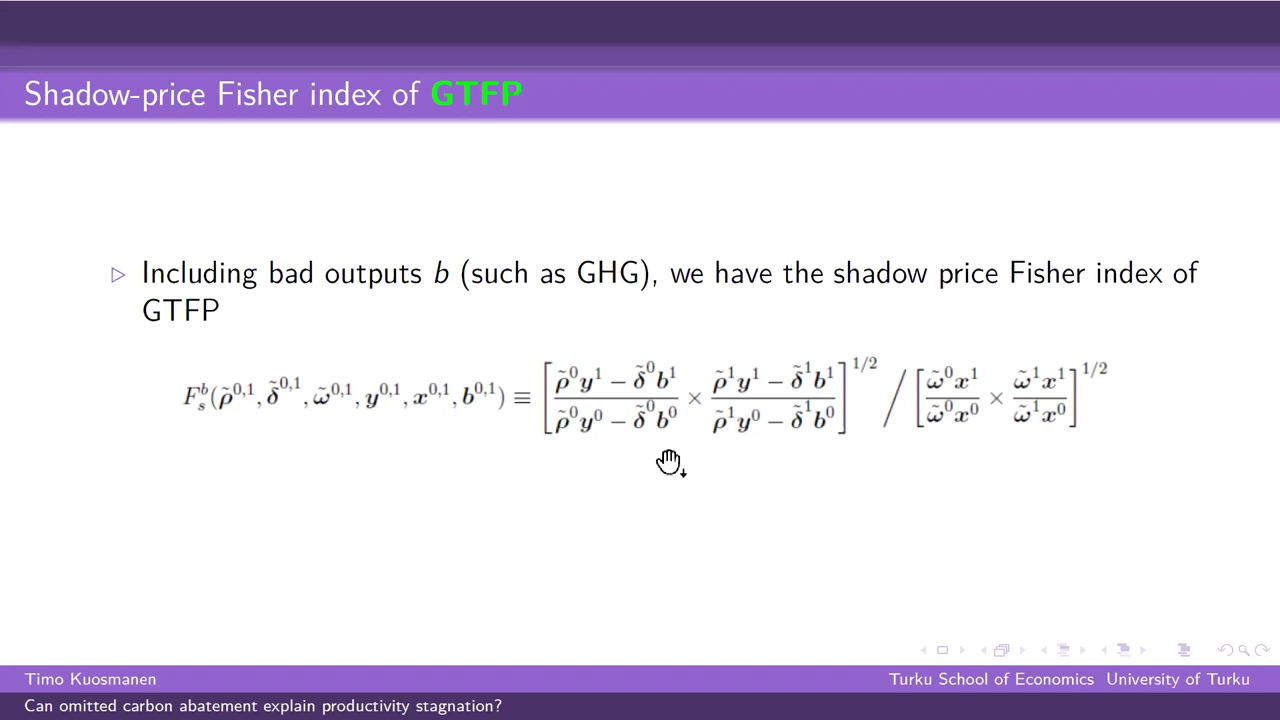 Shadow-price Fisher index of GTFP
▷ Including bad outputs b (such as GHG), we have the shadow price Fisher index of
GTFP
F_s^b(ρ̃^{0,1}, δ̃^{0,1}, ω̃^{0,1}, y^{0,1}, x^{0,1}, b^{0,1}) ≡ [ (ρ̃^0 y^1 − δ̃^0 b^1)/(ρ̃^0 y^0 − δ̃^0 b^0) × (ρ̃^1 y^1 − δ̃^1 b^1)/(ρ̃^1 y^0 − δ̃^1 b^0) ]^{1/2} / [ (ω̃^0 x^1)/(ω̃^0 x^0) × (ω̃^1 x^1)/(ω̃^1 x^0) ]^{1/2}
Timo Kuosmanen
Turku School of Economics University of Turku
Can omitted carbon abatement explain productivity stagnation?